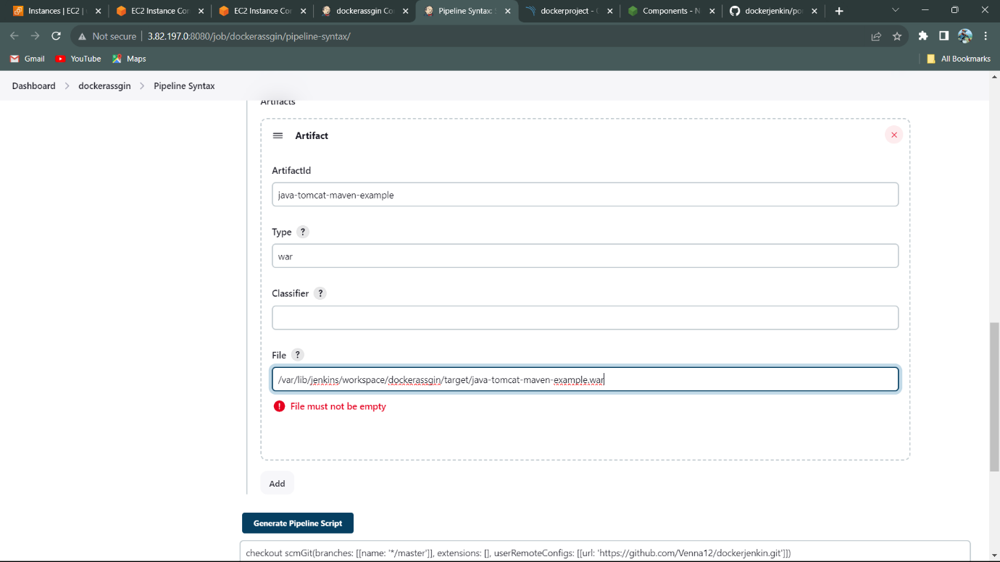 Instances | EC2 |
EC2 Instance Con
EC2 Instance Con
dockerassgin Co
Pipeline Syntax:
dockerproject -
Components - N
dockerjenkin/po
Not secure
3.82.197.0:8080/job/dockerassgin/pipeline-syntax/
Gmail
YouTube
Maps
All Bookmarks
Dashboard
dockerassgin
Pipeline Syntax
Artifacts
Artifact
ArtifactId
java-tomcat-maven-example
Type ?
war
Classifier ?
File ?
/var/lib/jenkins/workspace/dockerassgin/target/java-tomcat-maven-example.war
File must not be empty
Add
Generate Pipeline Script
checkout scmGit(branches: [[name: '*/master']], extensions: [], userRemoteConfigs: [[url: 'https://github.com/Venna12/dockerjenkin.git']])